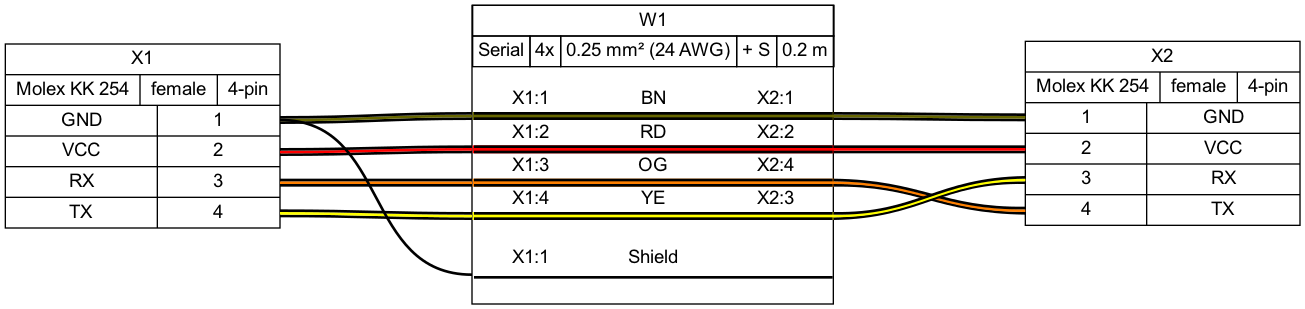 X1
Molex KK 254 female 4-pin
GND 1
VCC 2
RX 3
TX 4
W1
Serial 4x 0.25 mm² (24 AWG) + S 0.2 m
X1:1 BN X2:1
X1:2 RD X2:2
X1:3 OG X2:4
X1:4 YE X2:3
X1:1 Shield
X2
Molex KK 254 female 4-pin
1 GND
2 VCC
3 RX
4 TX